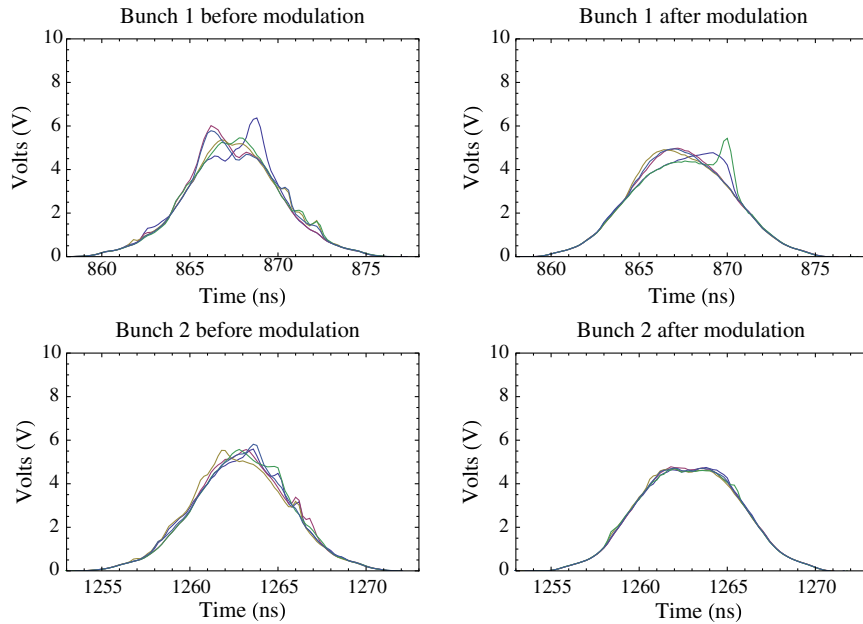 Bunch 1 before modulation
Volts (V)
10
8
6
4
2
0
860 865 870 875
Time (ns)
Bunch 1 after modulation
Volts (V)
10
8
6
4
2
0
860 865 870 875
Time (ns)
Bunch 2 before modulation
Volts (V)
10
8
6
4
2
0
1255 1260 1265 1270
Time (ns)
Bunch 2 after modulation
Volts (V)
10
8
6
4
2
0
1255 1260 1265 1270
Time (ns)